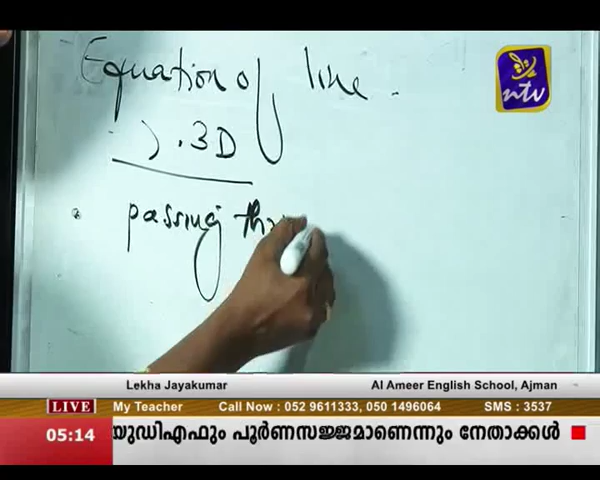 Equation of line.
3D
ntv
passing thr
Lekha Jayakumar
Al Ameer English School, Ajman
LIVE
My Teacher
Call Now : 052 9611333, 050 1496064
SMS : 3537
05:14
യുഡിഎഫും പൂർണസജ്ജമാണെന്നും നേതാക്കൾ